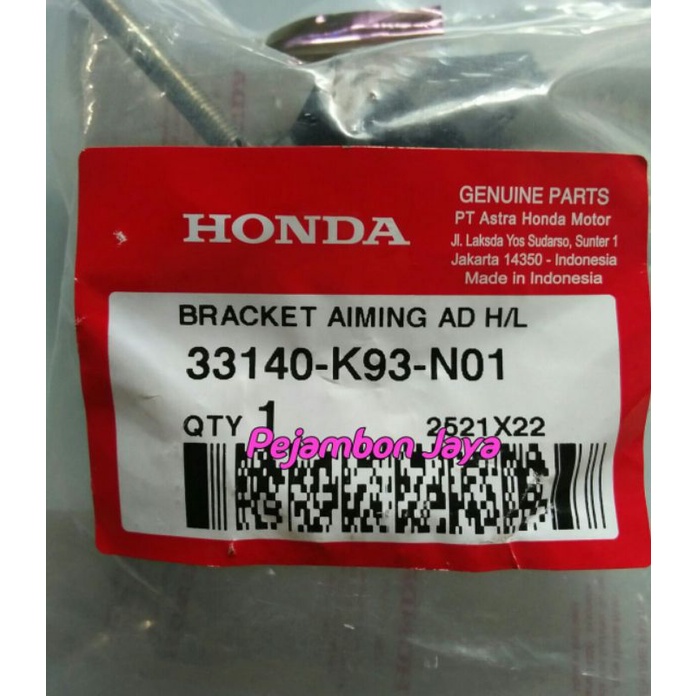 HONDA
GENUINE PARTS
PT Astra Honda Motor
Jl. Laksda Yos Sudarso, Sunter 1
Jakarta 14350 - Indonesia
Made in Indonesia
BRACKET AIMING AD H/L
33140-K93-N01
QTY 1
2521X22
Pejambon Jaya